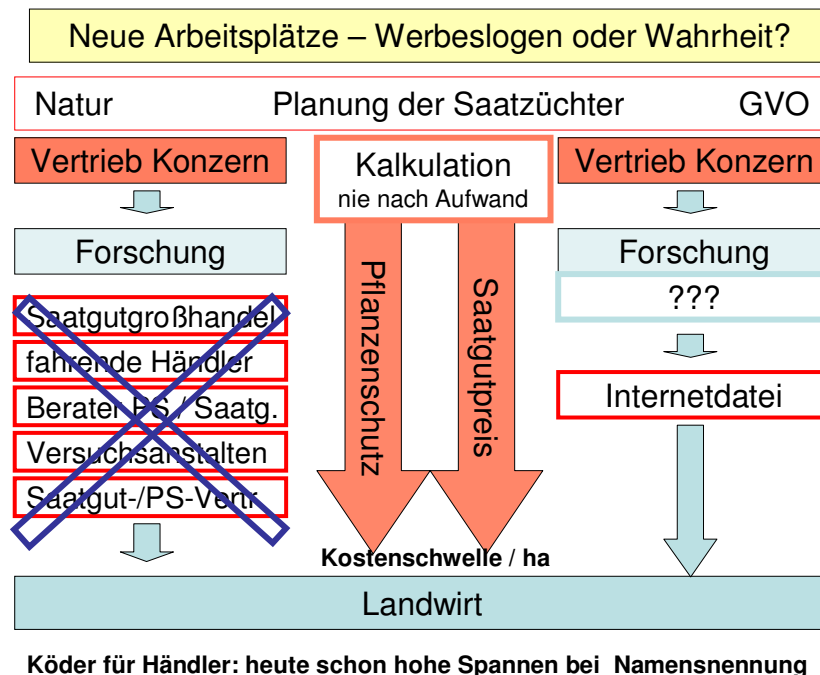 Neue Arbeitsplätze – Werbeslogen oder Wahrheit?
Natur Planung der Saatzüchter GVO
Vertrieb Konzern
Forschung
Saatgutgroßhandel
fahrende Händler
Berater PS / Saatg.
Versuchsanstalten
Saatgut-/PS-Vertr
Kalkulation
nie nach Aufwand
Pflanzenschutz
Saatgutpreis
Kostenschwelle / ha
Vertrieb Konzern
Forschung
???
Internetdatei
Landwirt
Köder für Händler: heute schon hohe Spannen bei Namensnennung